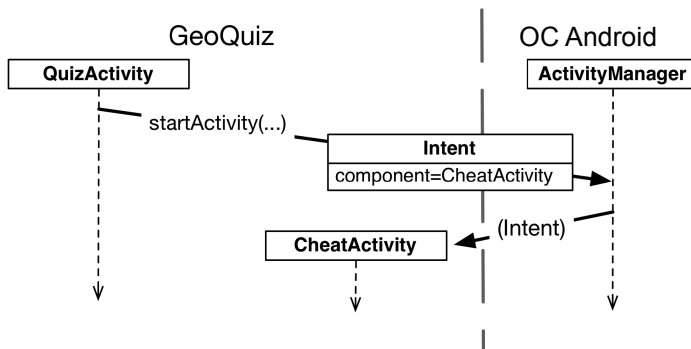 GeoQuiz
OC Android
QuizActivity
ActivityManager
startActivity(...)
Intent
component=CheatActivity
(Intent)
CheatActivity